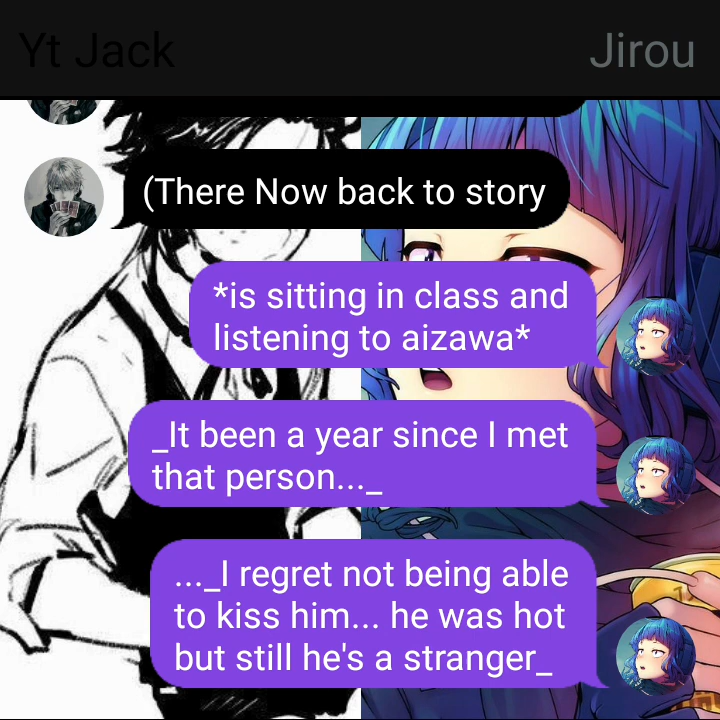 Yt Jack
Jirou
(There Now back to story
*is sitting in class and
listening to aizawa*
_It been a year since I met
that person..._
..._I regret not being able
to kiss him... he was hot
but still he's a stranger_